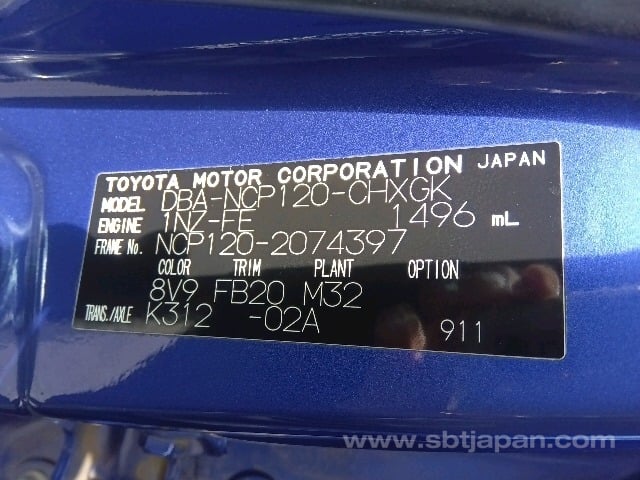 TOYOTA MOTOR CORPORATION JAPAN
MODEL DBA-NCP120-CHXGK
ENGINE 1NZ-FE 1496 mL
FRAME No. NCP120-2074397
COLOR TRIM PLANT OPTION
8V9 FB20 M32
TRANS./AXLE K312 -02A
911
www.sbtjapan.com